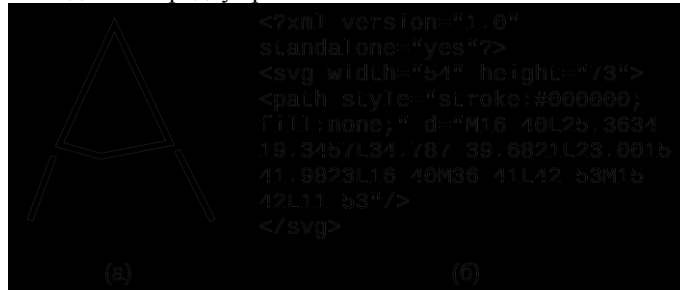 <?xml version="1.0"
standalone="yes"?>
<svg width="54" height="73">
<path style="stroke:#000000;
fill:none;" d="M16 40L25.3634
19.3457L34.787 39.6821L23.0015
41.9823L16 40M36 41L42 53M15
42L11 53"/>
</svg>
(а)
(б)